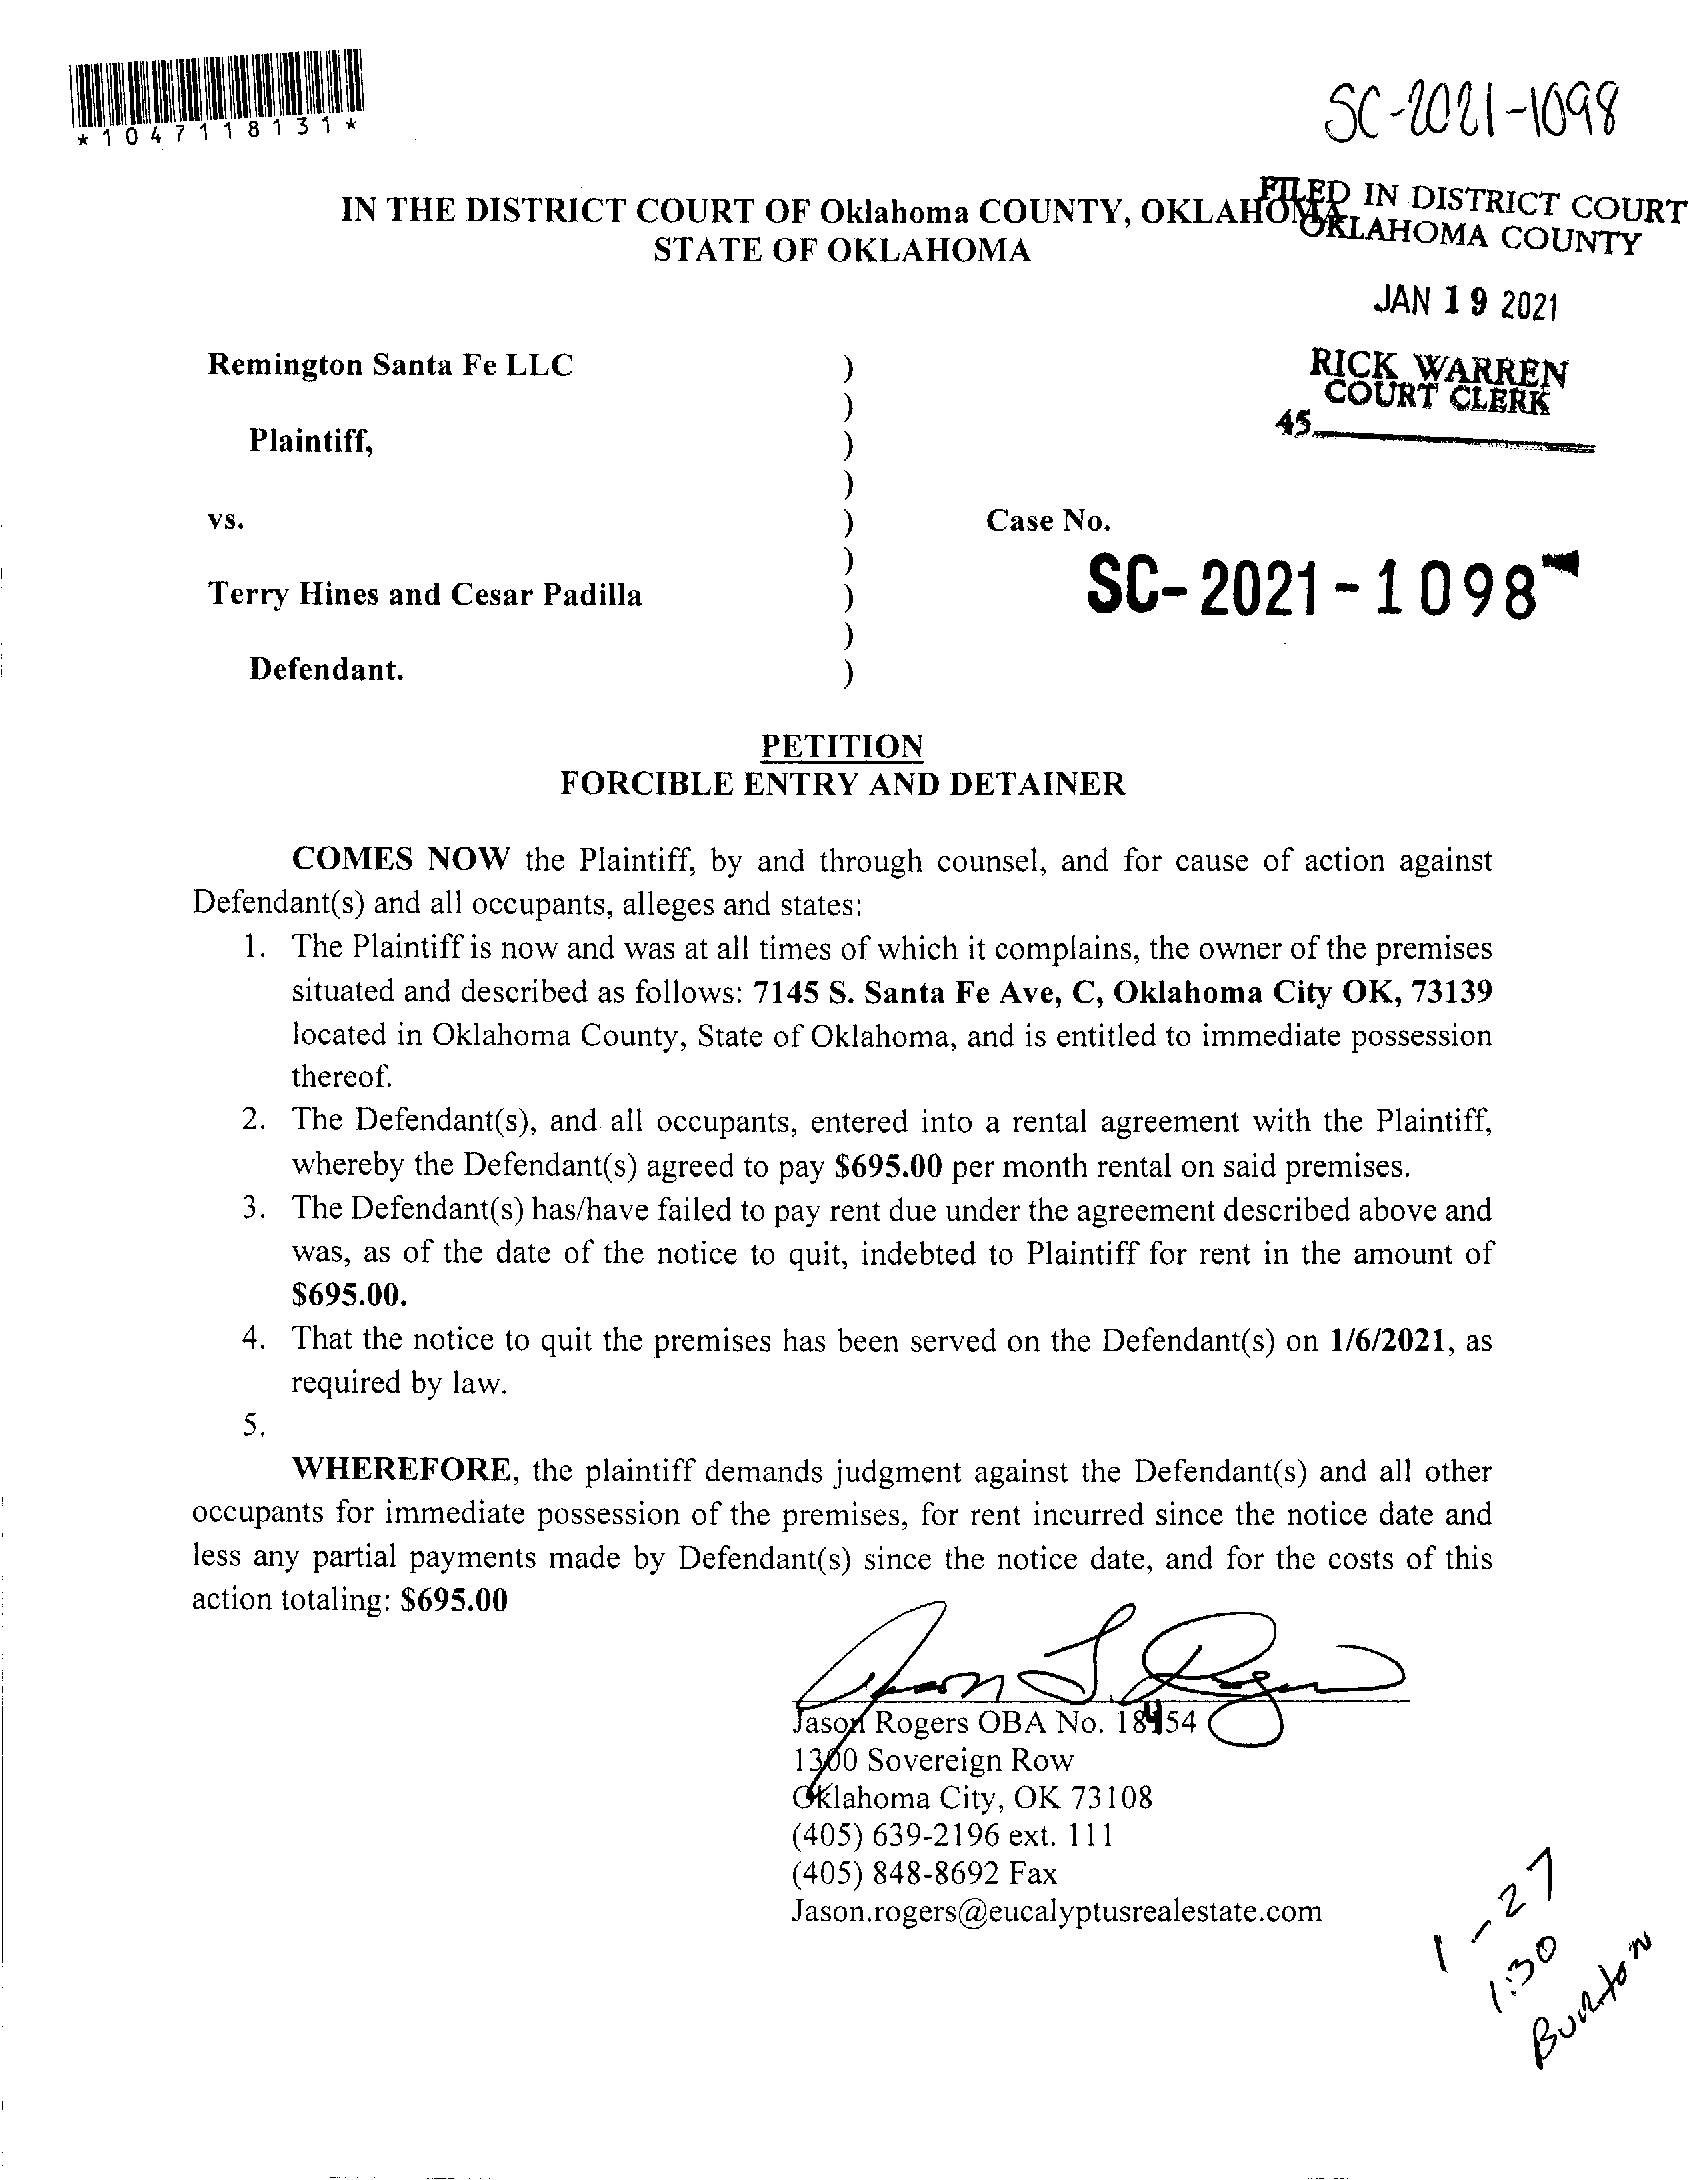 *1047118131*
SC-2021-1098
IN THE DISTRICT COURT OF Oklahoma COUNTY, OKLAHOMA
STATE OF OKLAHOMA
FILED IN DISTRICT COURT
OKLAHOMA COUNTY
JAN 19 2021
RICK WARREN
COURT CLERK
45
Remington Santa Fe LLC )
)
Plaintiff, )
)
vs. ) Case No.
)
SC-2021-1098
Terry Hines and Cesar Padilla )
)
Defendant. )
PETITION
FORCIBLE ENTRY AND DETAINER
COMES NOW the Plaintiff, by and through counsel, and for cause of action against
Defendant(s) and all occupants, alleges and states:
1. The Plaintiff is now and was at all times of which it complains, the owner of the premises
situated and described as follows: 7145 S. Santa Fe Ave, C, Oklahoma City OK, 73139
located in Oklahoma County, State of Oklahoma, and is entitled to immediate possession
thereof.
2. The Defendant(s), and all occupants, entered into a rental agreement with the Plaintiff,
whereby the Defendant(s) agreed to pay $695.00 per month rental on said premises.
3. The Defendant(s) has/have failed to pay rent due under the agreement described above and
was, as of the date of the notice to quit, indebted to Plaintiff for rent in the amount of
$695.00.
4. That the notice to quit the premises has been served on the Defendant(s) on 1/6/2021, as
required by law.
5.
WHEREFORE, the plaintiff demands judgment against the Defendant(s) and all other
occupants for immediate possession of the premises, for rent incurred since the notice date and
less any partial payments made by Defendant(s) since the notice date, and for the costs of this
action totaling: $695.00
Jason L. Rogers
Jason Rogers OBA No. 18454
1300 Sovereign Row
Oklahoma City, OK 73108
(405) 639-2196 ext. 111
(405) 848-8692 Fax
Jason.rogers@eucalyptusrealestate.com
1-27
1:30
Burton